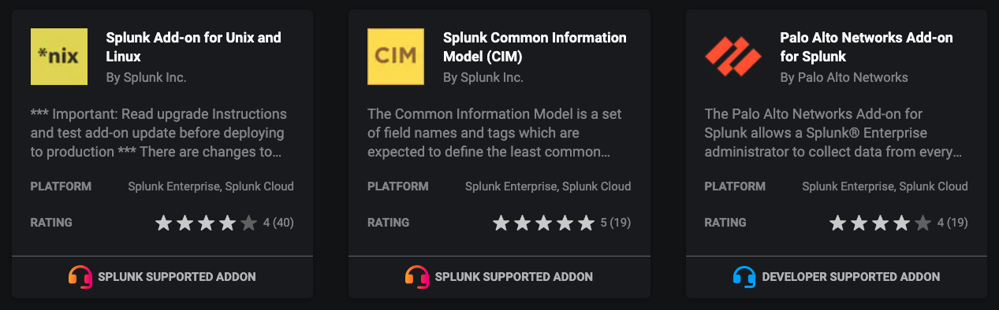 *nix
Splunk Add-on for Unix and
Linux
By Splunk Inc.
*** Important: Read upgrade Instructions
and test add-on update before deploying
to production *** There are changes to...
PLATFORM Splunk Enterprise, Splunk Cloud
RATING 4 (40)
SPLUNK SUPPORTED ADDON
CIM
Splunk Common Information
Model (CIM)
By Splunk Inc.
The Common Information Model is a set
of field names and tags which are
expected to define the least common...
PLATFORM Splunk Enterprise, Splunk Cloud
RATING 5 (19)
SPLUNK SUPPORTED ADDON
Palo Alto Networks Add-on
for Splunk
By Palo Alto Networks
The Palo Alto Networks Add-on for
Splunk allows a Splunk® Enterprise
administrator to collect data from every...
PLATFORM Splunk Enterprise, Splunk Cloud
RATING 4 (19)
DEVELOPER SUPPORTED ADDON